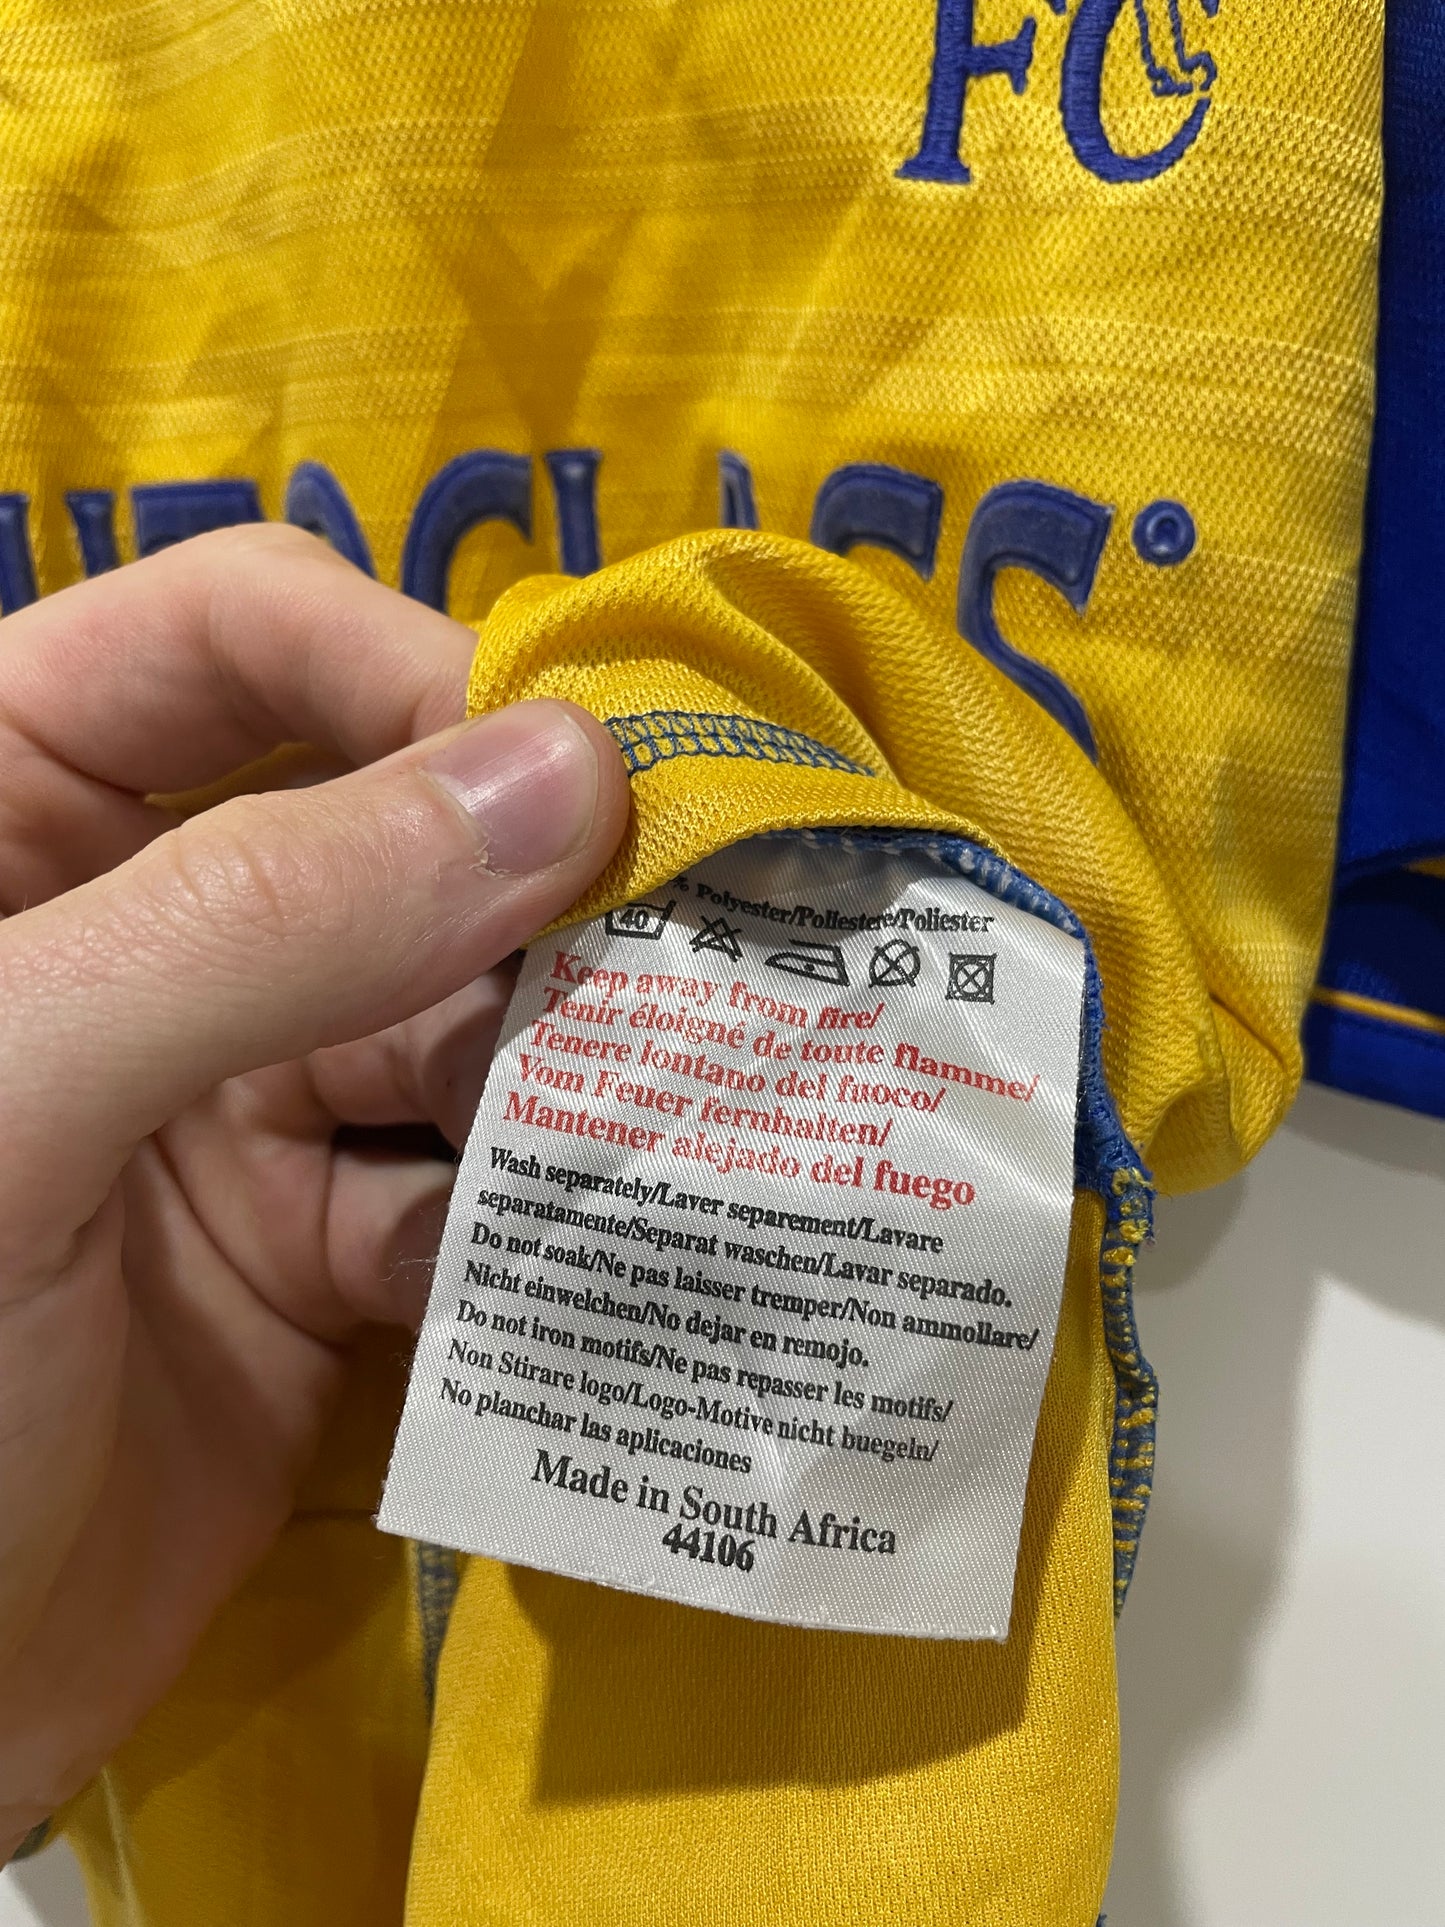 FC
% Polyester/Poliestere/Poliester
40
Keep away from fire/
Tenir éloigné de toute flamme/
Tenere lontano del fuoco/
Vom Feuer fernhalten/
Mantener alejado del fuego
Wash separately/Laver separement/Lavare
separatamente/Separat waschen/Lavar separado.
Do not soak/Ne pas laisser tremper/Non ammollare/
Nicht einwelchen/No dejar en remojo.
Do not iron motifs/Ne pas repasser les motifs/
Non Stirare logo/Logo-Motive nicht buegeln/
No planchar las aplicaciones
Made in South Africa
44106